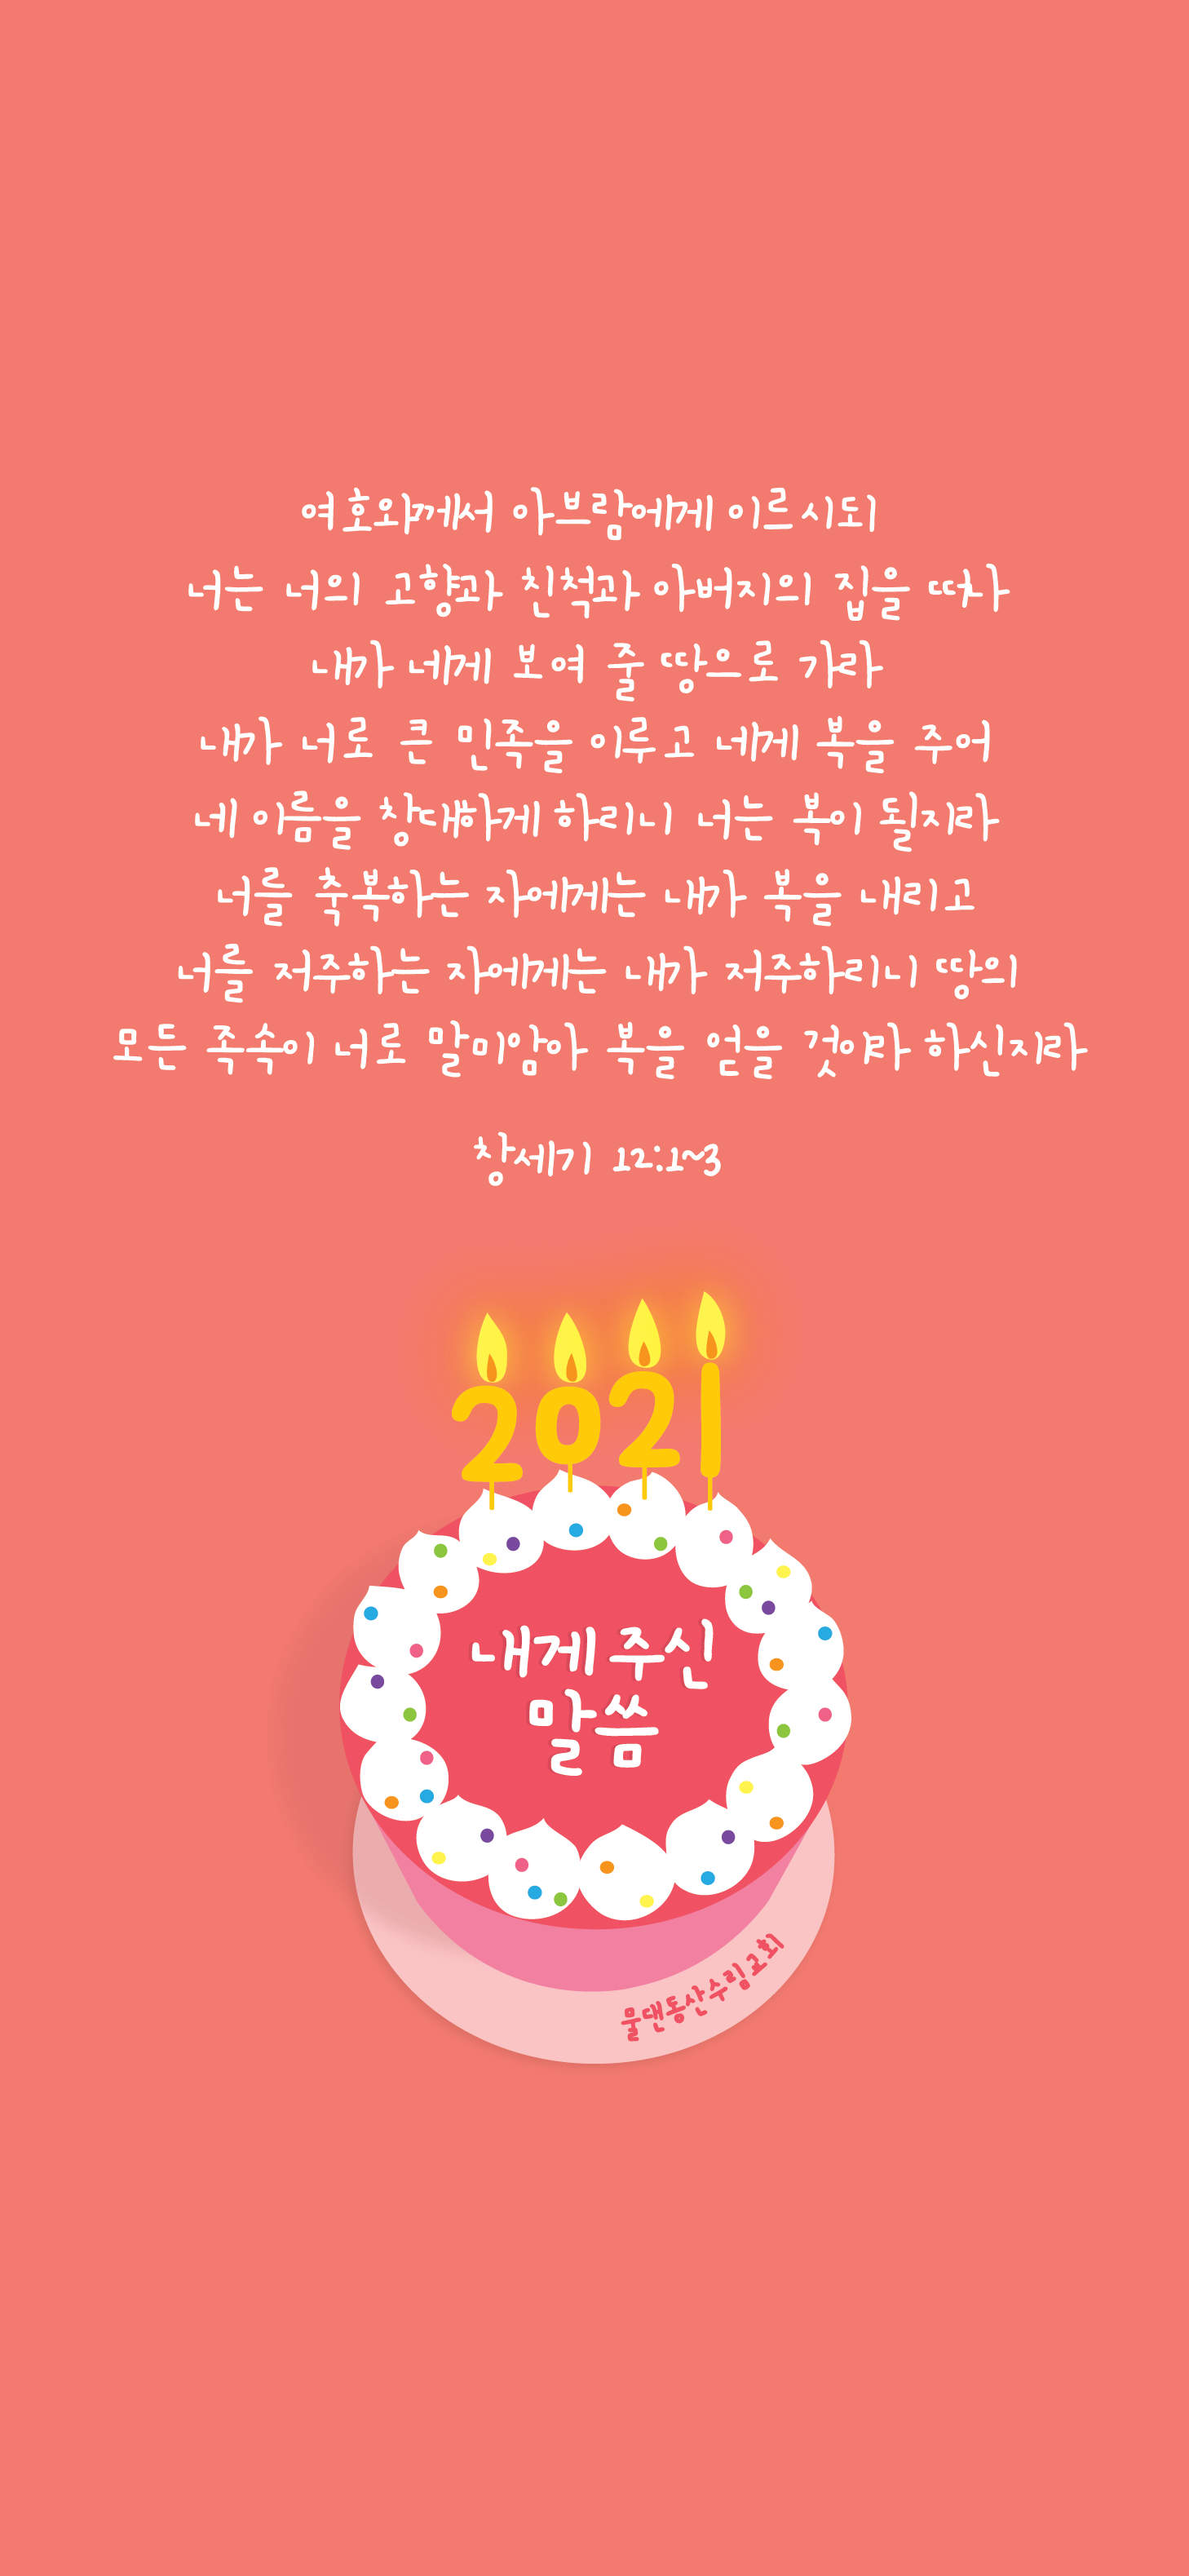 여호와께서 아브람에게 이르시되
너는 너의 고향과 친척과 아버지의 집을 떠나
내가 네게 보여 줄 땅으로 가라
내가 너로 큰 민족을 이루고 네게 복을 주어
네 이름을 창대하게 하리니 너는 복이 될지라
너를 축복하는 자에게는 내가 복을 내리고
너를 저주하는 자에게는 내가 저주하리니 땅의
모든 족속이 너로 말미암아 복을 얻을 것이라 하신지라
창세기 12:1~3
2021
내게 주신
말씀
물댄동산수림교회